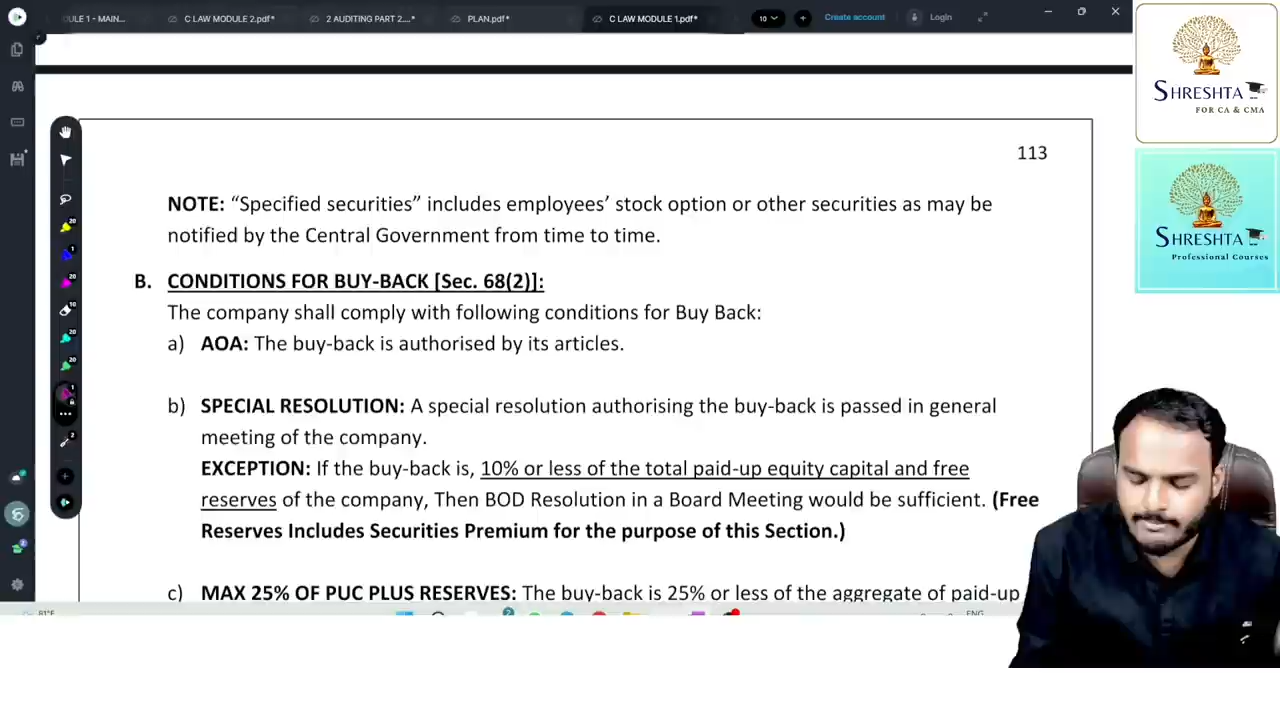 ULE 1 - MAIN...
C LAW MODULE 2.pdf*
2 AUDITING PART 2....*
PLAN.pdf*
C LAW MODULE 1.pdf*
10
Create account
Login
SHRESHTA
FOR CA & CMA
SHRESHTA
Professional Courses
113
NOTE: “Specified securities” includes employees’ stock option or other securities as may be
notified by the Central Government from time to time.
B. CONDITIONS FOR BUY-BACK [Sec. 68(2)]:
The company shall comply with following conditions for Buy Back:
a) AOA: The buy-back is authorised by its articles.
b) SPECIAL RESOLUTION: A special resolution authorising the buy-back is passed in general
meeting of the company.
EXCEPTION: If the buy-back is, 10% or less of the total paid-up equity capital and free
reserves of the company, Then BOD Resolution in a Board Meeting would be sufficient. (Free
Reserves Includes Securities Premium for the purpose of this Section.)
c) MAX 25% OF PUC PLUS RESERVES: The buy-back is 25% or less of the aggregate of paid-up
81°F
ENG